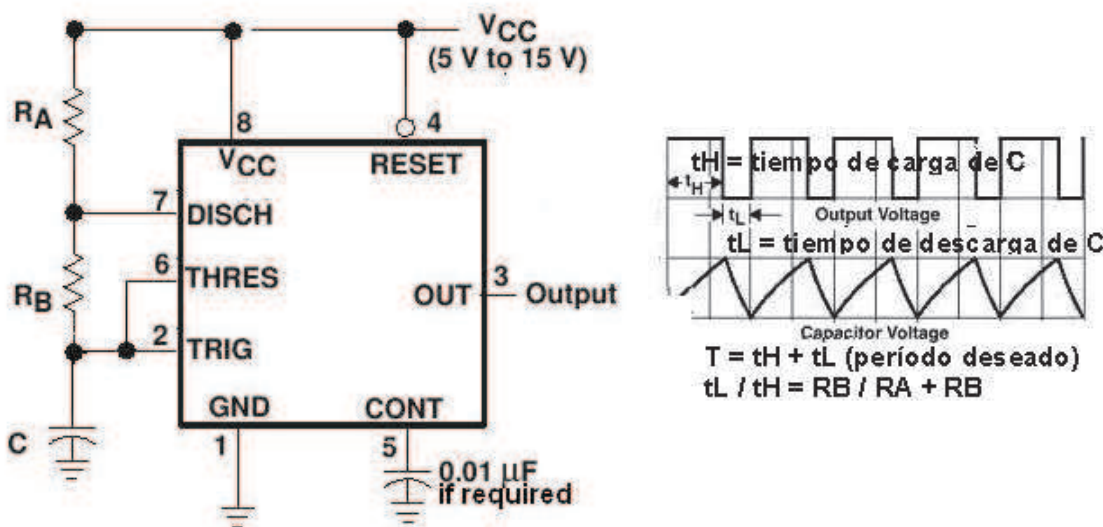 VCC
(5 V to 15 V)
RA
8
4
VCC
RESET
7
DISCH
6
THRES
RB
OUT
3
Output
2
TRIG
GND
CONT
C
1
5
0.01 µF
if required
tH = tiempo de carga de C
tH
tL
Output Voltage
tL = tiempo de descarga de C
Capacitor Voltage
T = tH + tL (período deseado)
tL / tH = RB / RA + RB